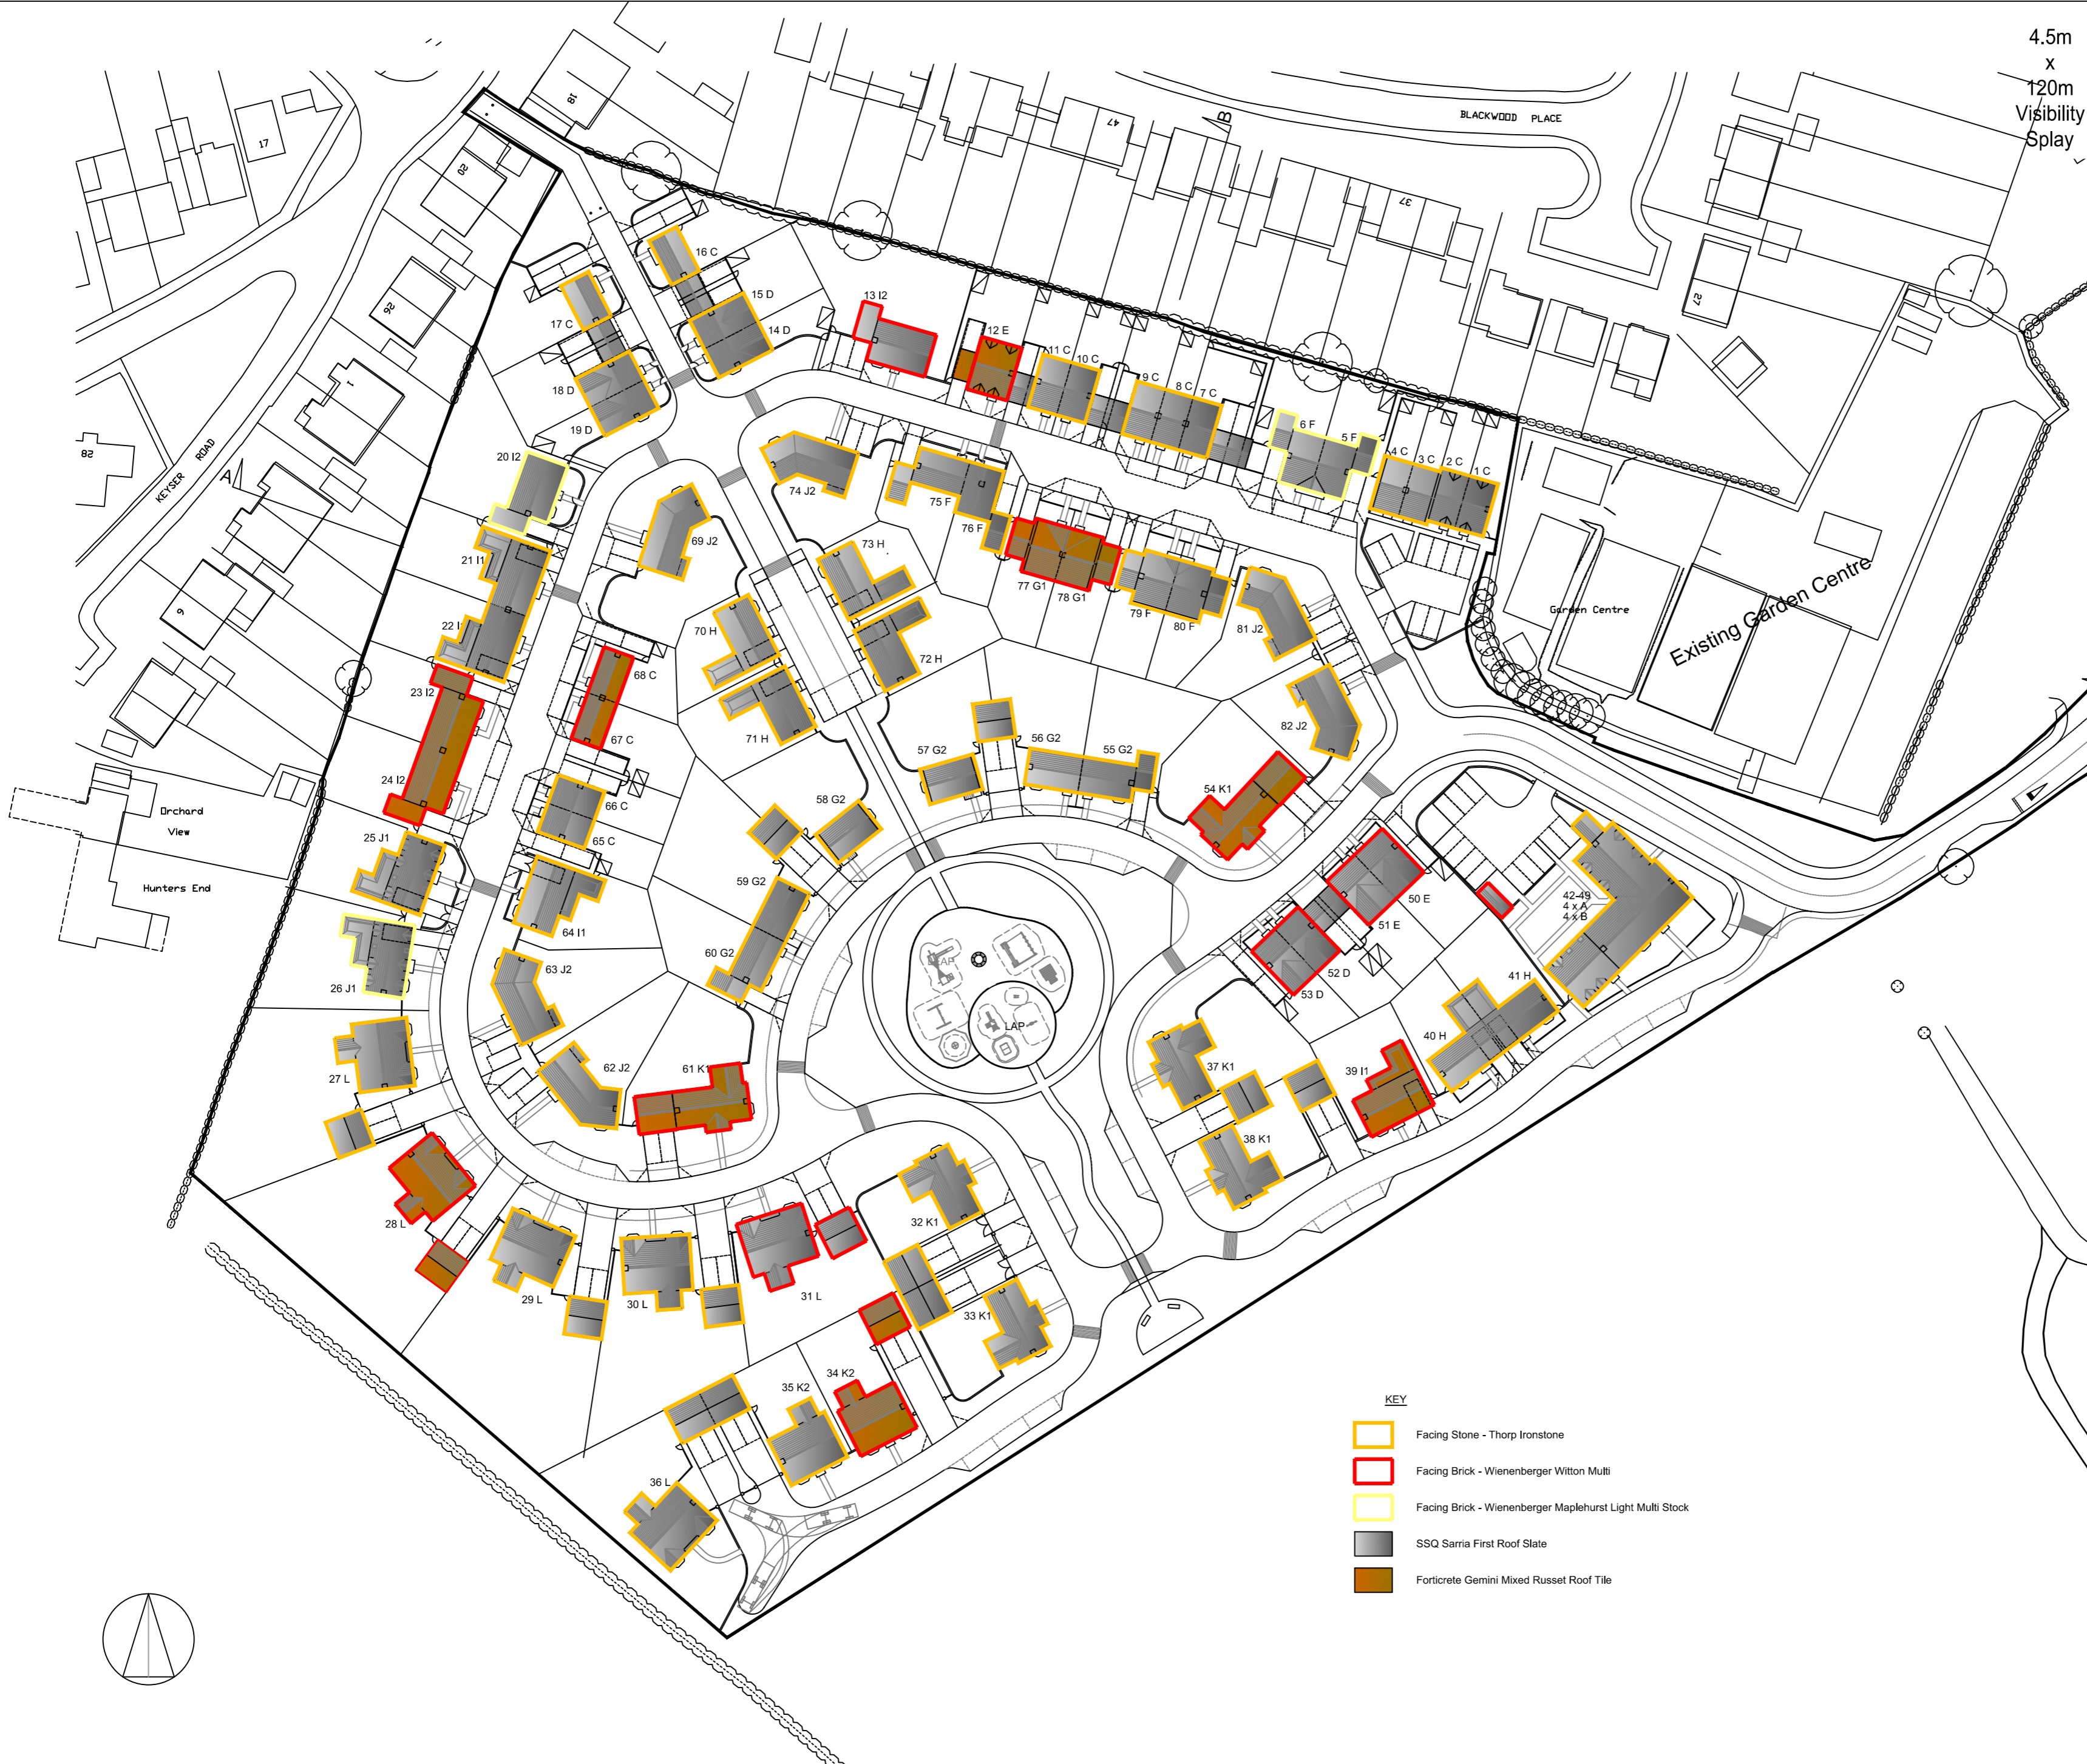 4.5m
x
120m
Visibility
Splay
BLACKWOOD PLACE
18
17
20
47
B
37
27
26
16 C
15 D
14 D
17 C
18 D
19 D
13 I2
12 E
11 C
10 C
9 C
8 C
7 C
6 F
5 F
4 C
3 C
2 C
1 C
1
82
KEYSER ROAD
A
9
20 I2
21 I1
22 I
23 I2
24 I2
25 J1
26 J1
27 L
28 L
29 L
30 L
31 L
32 K1
33 K1
34 K2
35 K2
36 L
74 J2
75 F
76 F
69 J2
73 H
70 H
72 H
71 H
77 G1
78 G1
79 F
80 F
81 J2
82 J2
68 C
67 C
66 C
65 C
64 I1
63 J2
62 J2
61 K1
60 G2
59 G2
58 G2
57 G2
56 G2
55 G2
54 K1
50 E
51 E
52 D
53 D
42-49
4 x A
4 x B
41 H
40 H
39 I1
37 K1
38 K1
LAP
Garden Centre
Existing Garden Centre
Orchard
View
Hunters End
KEY
Facing Stone - Thorp Ironstone
Facing Brick - Wienenberger Witton Multi
Facing Brick - Wienenberger Maplehurst Light Multi Stock
SSQ Sarria First Roof Slate
Forticrete Gemini Mixed Russet Roof Tile